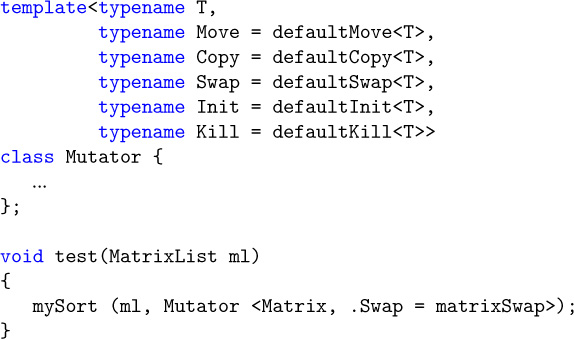 template<typename T,
typename Move = defaultMove<T>,
typename Copy = defaultCopy<T>,
typename Swap = defaultSwap<T>,
typename Init = defaultInit<T>,
typename Kill = defaultKill<T>>
class Mutator {
...
};
void test(MatrixList ml)
{
mySort (ml, Mutator <Matrix, .Swap = matrixSwap>);
}